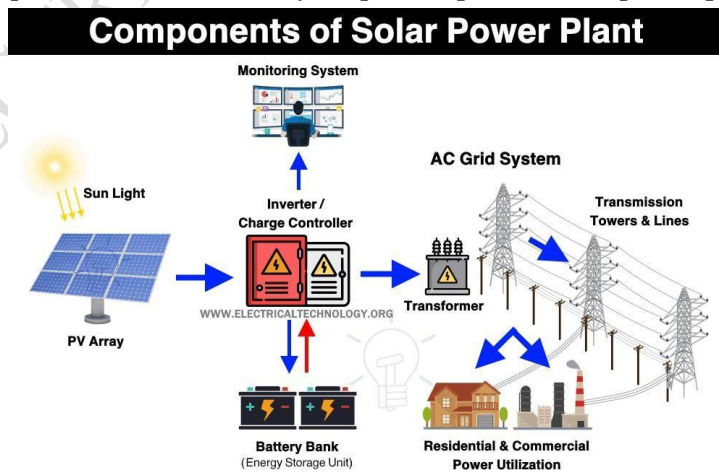 Components of Solar Power Plant
Monitoring System
AC Grid System
Sun Light
Inverter /
Charge Controller
Transmission
Towers & Lines
Transformer
WWW.ELECTRICALTECHNOLOGY.ORG
PV Array
+ -
+ -
Battery Bank
(Energy Storage Unit)
Residential & Commercial
Power Utilization